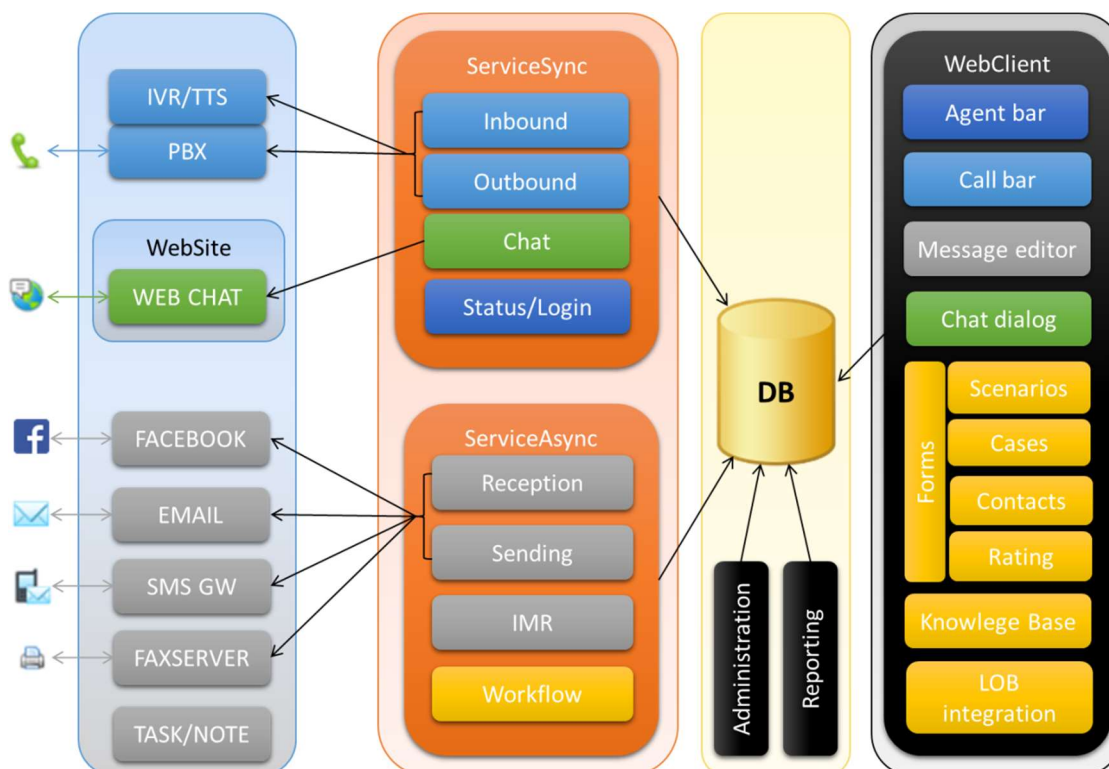 IVR/TTS
PBX
WebSite
WEB CHAT
FACEBOOK
EMAIL
SMS GW
FAXSERVER
TASK/NOTE
ServiceSync
Inbound
Outbound
Chat
Status/Login
ServiceAsync
Reception
Sending
IMR
Workflow
DB
Administration
Reporting
WebClient
Agent bar
Call bar
Message editor
Chat dialog
Forms
Scenarios
Cases
Contacts
Rating
Knowlege Base
LOB
integration